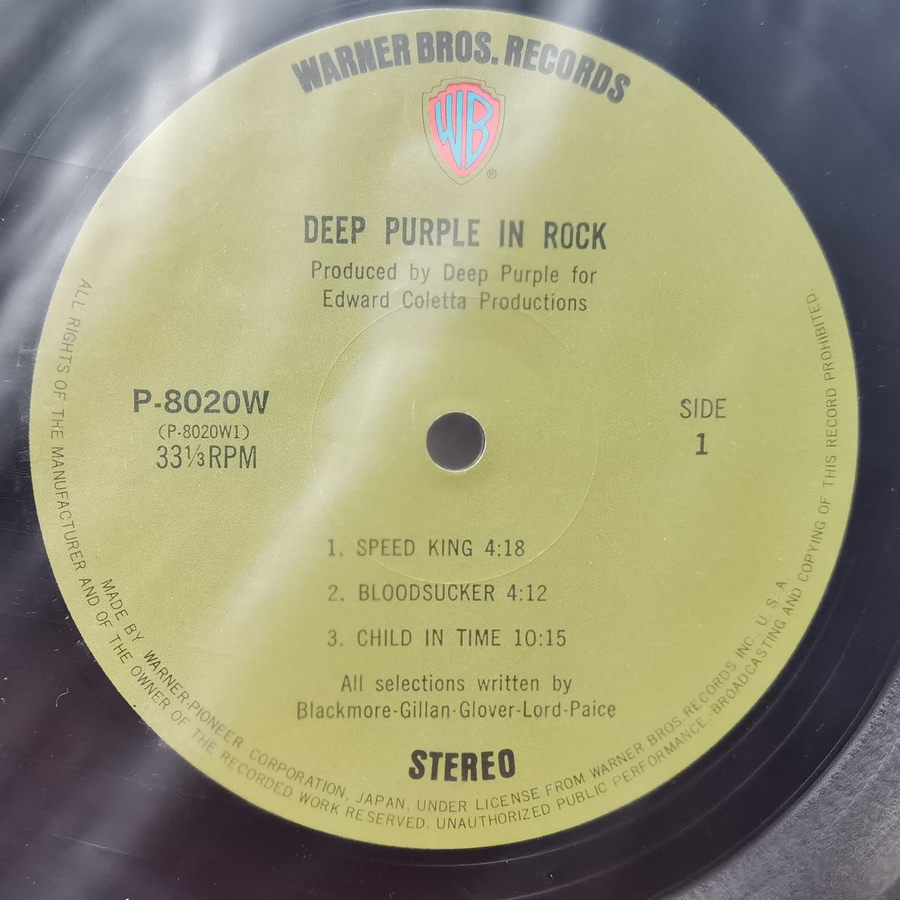 WARNER BROS. RECORDS
WB
®
DEEP PURPLE IN ROCK
Produced by Deep Purple for
Edward Coletta Productions
P-8020W
(P-8020W1)
33⅓RPM
SIDE
1
1. SPEED KING 4:18
2. BLOODSUCKER 4:12
3. CHILD IN TIME 10:15
All selections written by
Blackmore-Gillan-Glover-Lord-Paice
STEREO
MADE BY WARNER-PIONEER CORPORATION, JAPAN, UNDER LICENSE FROM WARNER BROS. RECORDS INC., U. S. A
ALL RIGHTS OF THE MANUFACTURER AND OF THE OWNER OF THE RECORDED WORK RESERVED. UNAUTHORIZED PUBLIC PERFORMANCE, BROADCASTING AND COPYING OF THIS RECORD PROHIBITED.